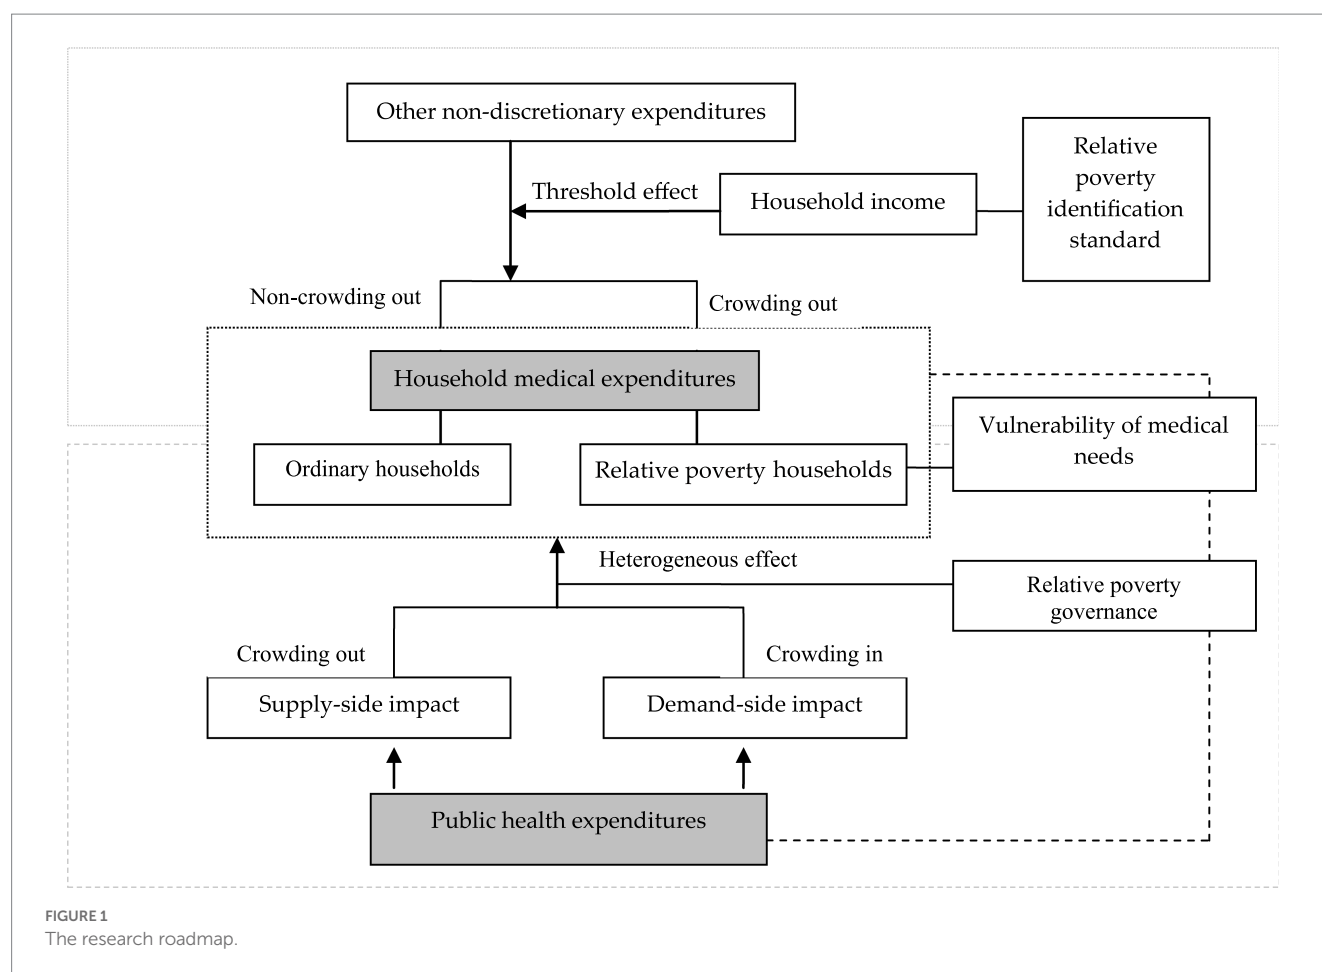 Other non-discretionary expenditures
Relative
poverty
identification
standard
Threshold effect
Household income
Non-crowding out
Crowding out
Household medical expenditures
Vulnerability of medical
needs
Ordinary households
Relative poverty households
Heterogeneous effect
Relative poverty
governance
Crowding out
Crowding in
Supply-side impact
Demand-side impact
Public health expenditures
FIGURE 1
The research roadmap.